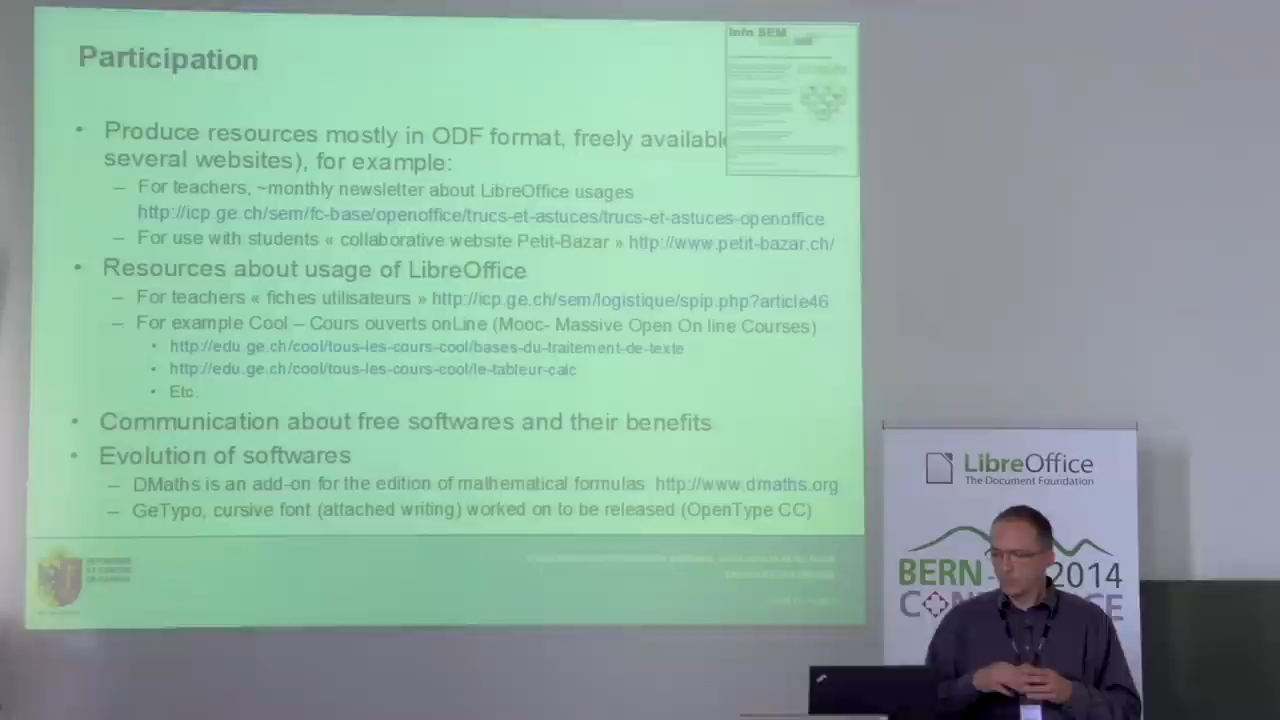 Participation
Info SEM
• Produce resources mostly in ODF format, freely available
several websites), for example:
– For teachers, ~monthly newsletter about LibreOffice usages
http://icp.ge.ch/sem/fc-base/openoffice/trucs-et-astuces/trucs-et-astuces-openoffice
– For use with students « collaborative website Petit-Bazar » http://www.petit-bazar.ch/
• Resources about usage of LibreOffice
– For teachers « fiches utilisateurs » http://icp.ge.ch/sem/logistique/spip.php?article46
– For example Cool – Cours ouverts onLine (Mooc- Massive Open On line Courses)
• http://edu.ge.ch/cool/tous-les-cours-cool/bases-du-traitement-de-texte
• http://edu.ge.ch/cool/tous-les-cours-cool/le-tableur-calc
• Etc.
• Communication about free softwares and their benefits
• Evolution of softwares
– DMaths is an add-on for the edition of mathematical formulas http://www.dmaths.org
– GeTypo, cursive font (attached writing) worked on to be released (OpenType CC)
LibreOffice
The Document Foundation
BERN 2014